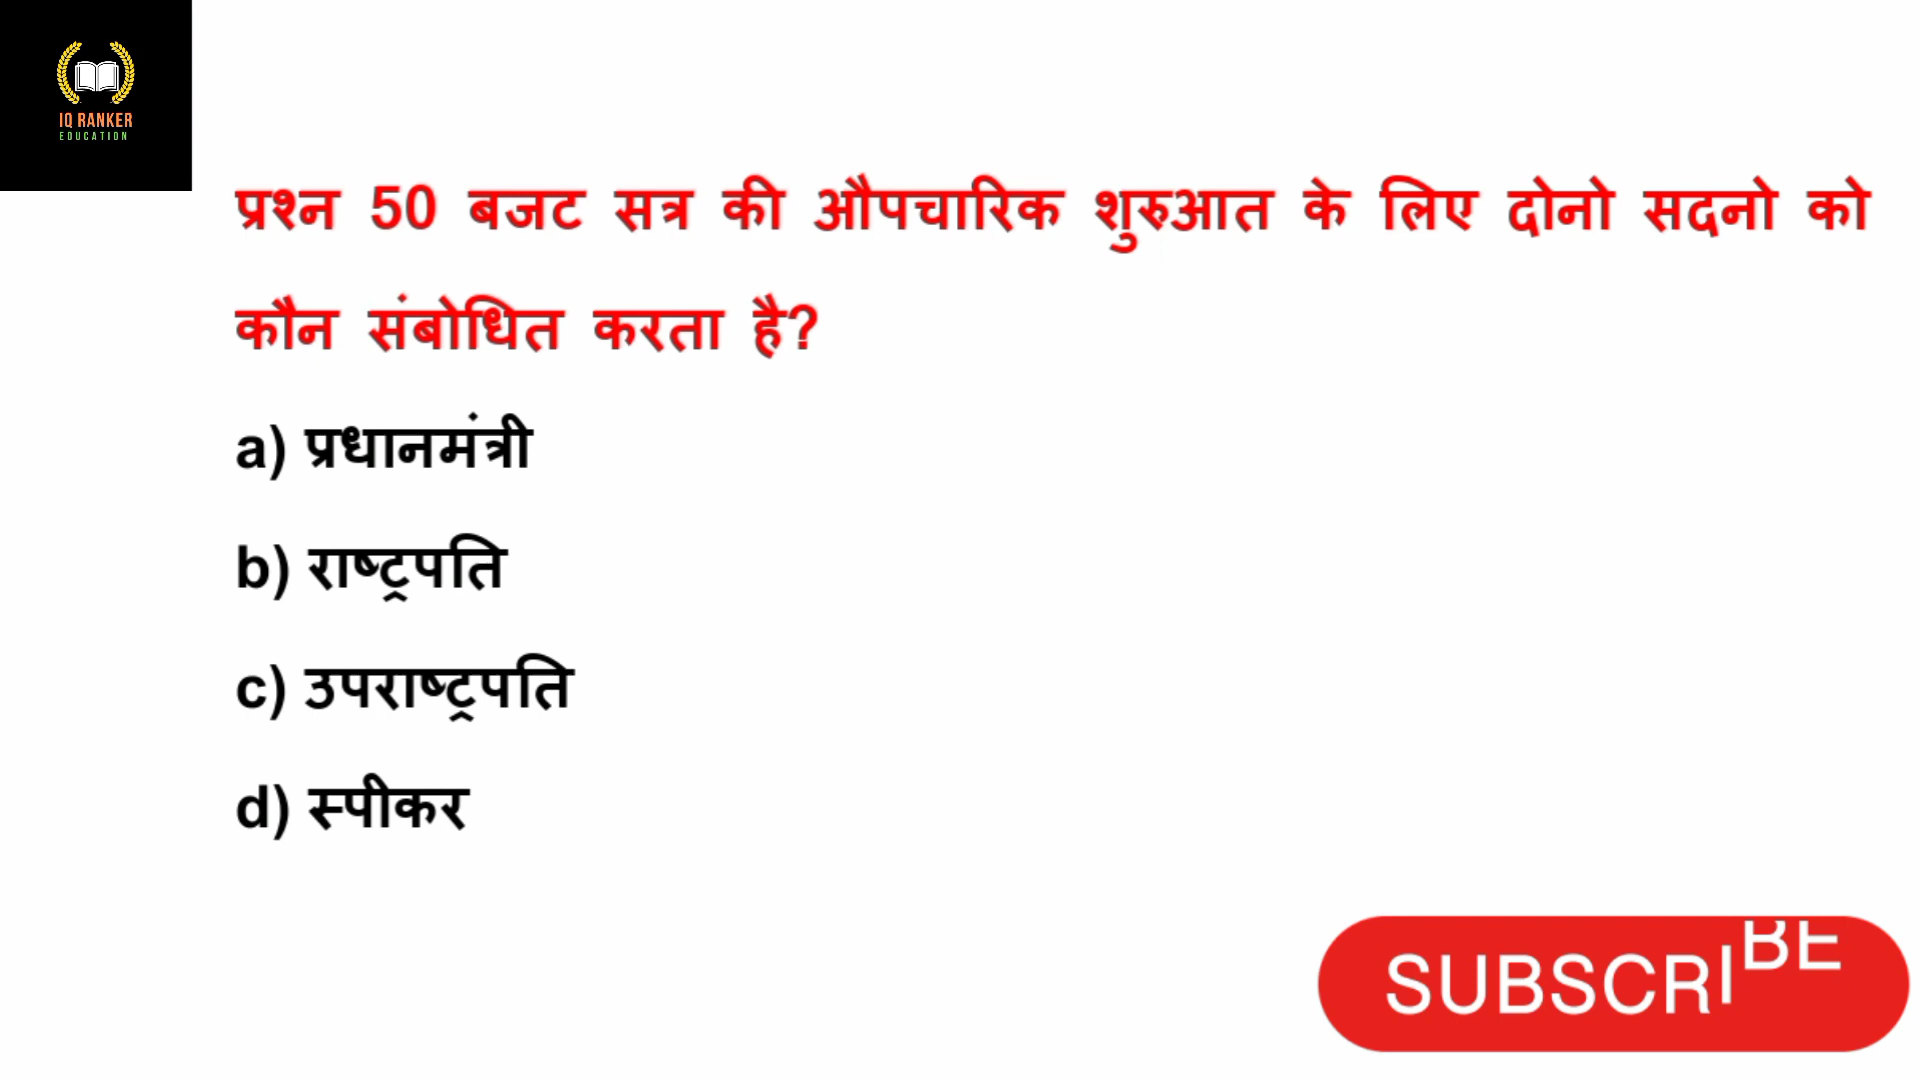 IQ RANKER
EDUCATION
प्रश्न 50 बजट सत्र की औपचारिक शुरुआत के लिए दोनो सदनो को
कौन संबोधित करता है?
a) प्रधानमंत्री
b) राष्ट्रपति
c) उपराष्ट्रपति
d) स्पीकर
SUBSCRIBE